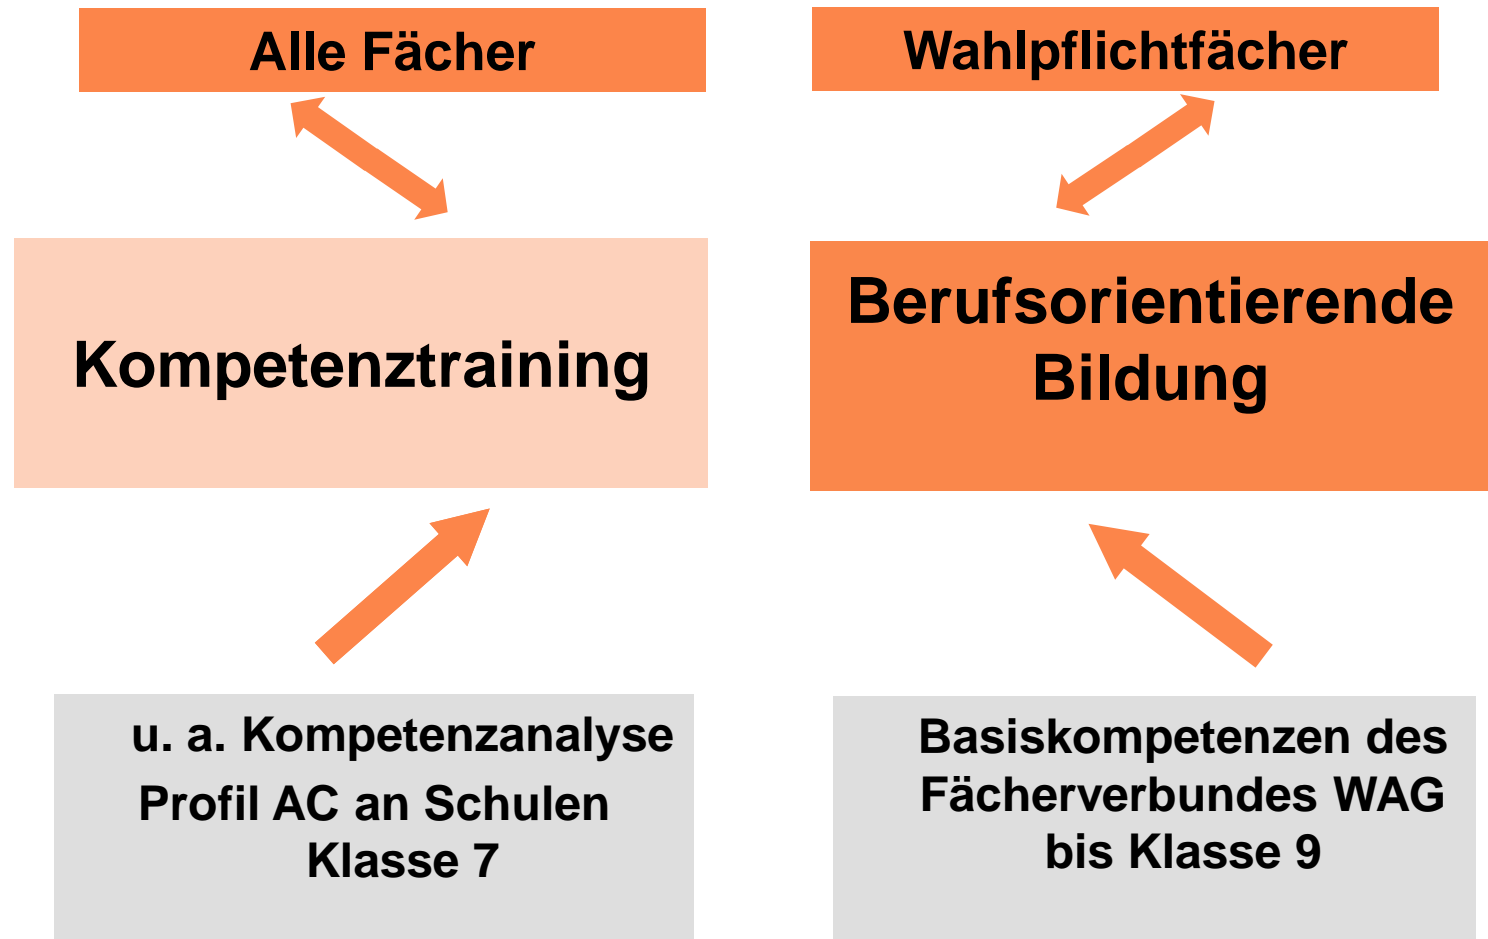 Alle Fächer
Wahlpflichtfächer
Kompetenztraining
Berufsorientierende
Bildung
u. a. Kompetenzanalyse
Profil AC an Schulen
Klasse 7
Basiskompetenzen des
Fächerverbundes WAG
bis Klasse 9